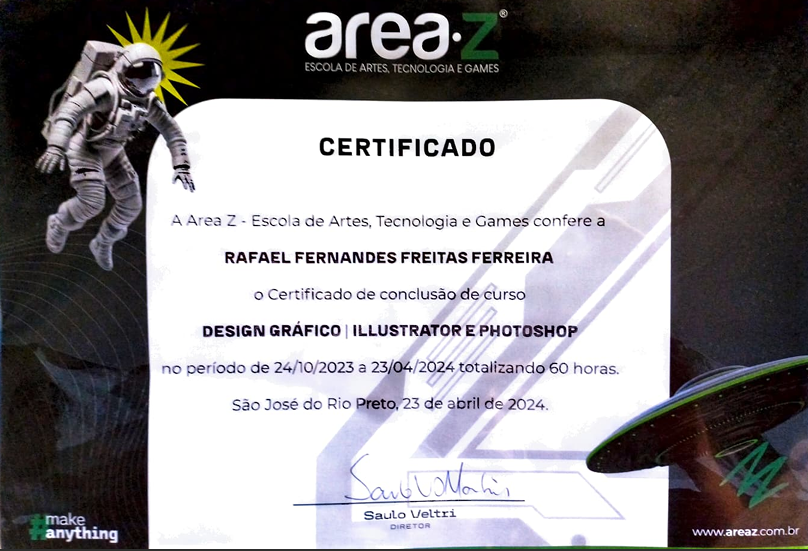 area·z®
ESCOLA DE ARTES, TECNOLOGIA E GAMES
CERTIFICADO
A Area Z - Escola de Artes, Tecnologia e Games confere a
RAFAEL FERNANDES FREITAS FERREIRA
o Certificado de conclusão de curso
DESIGN GRÁFICO | ILLUSTRATOR E PHOTOSHOP
no período de 24/10/2023 a 23/04/2024 totalizando 60 horas.
São José do Rio Preto, 23 de abril de 2024.
Saulo Veltri
DIRETOR
#make
anything
www.areaz.com.br